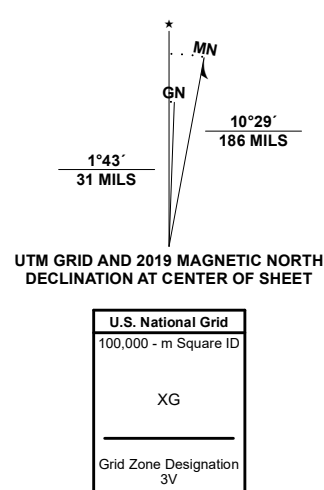 MN
GN
10°29´
186 MILS
1°43´
31 MILS
UTM GRID AND 2019 MAGNETIC NORTH
DECLINATION AT CENTER OF SHEET
U.S. National Grid
100,000 - m Square ID
XG
Grid Zone Designation
3V